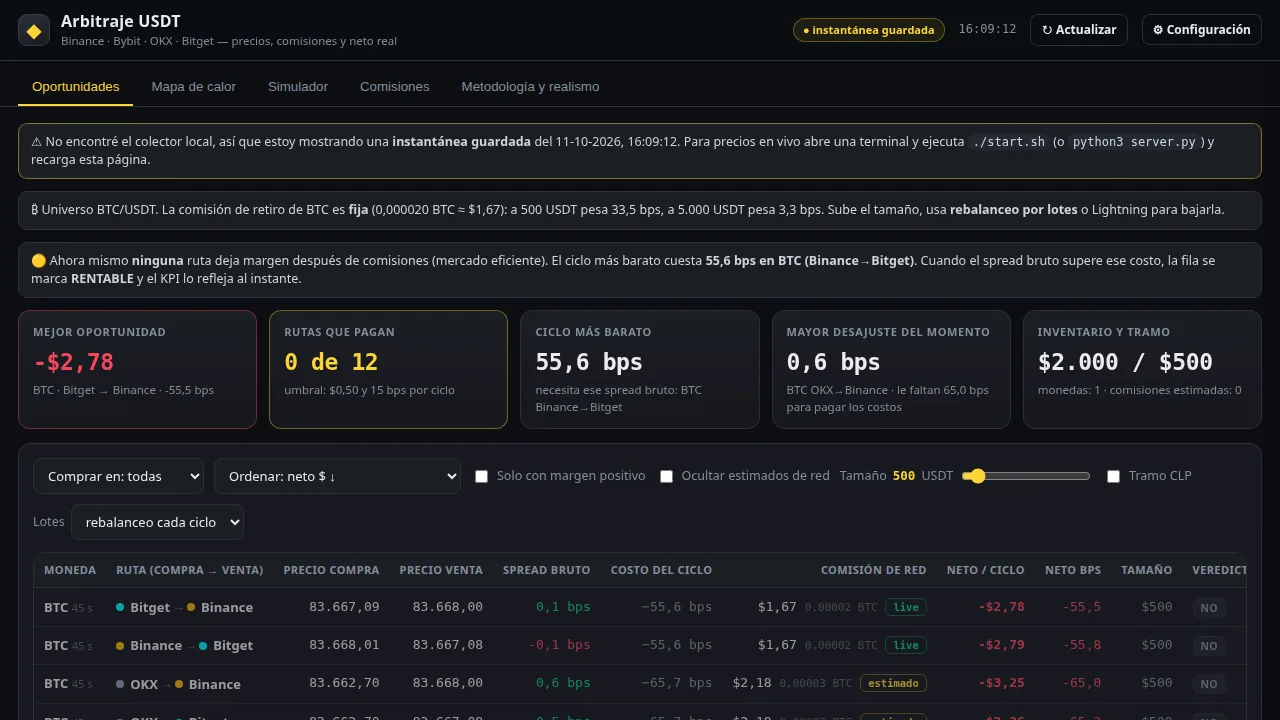 Arbitraje USDT
Binance · Bybit · OKX · Bitget — precios, comisiones y neto real
● instantánea guardada
16:09:12
↻ Actualizar
⚙ Configuración
Oportunidades
Mapa de calor
Simulador
Comisiones
Metodología y realismo
⚠ No encontré el colector local, así que estoy mostrando una instantánea guardada del 11-10-2026, 16:09:12. Para precios en vivo abre una terminal y ejecuta ./start.sh (o python3 server.py) y
recarga esta página.
₿ Universo BTC/USDT. La comisión de retiro de BTC es fija (0,000020 BTC ≈ $1,67): a 500 USDT pesa 33,5 bps, a 5.000 USDT pesa 3,3 bps. Sube el tamaño, usa rebalanceo por lotes o Lightning para bajarla.
🟡 Ahora mismo ninguna ruta deja margen después de comisiones (mercado eficiente). El ciclo más barato cuesta 55,6 bps en BTC (Binance→Bitget). Cuando el spread bruto supere ese costo, la fila se
marca RENTABLE y el KPI lo refleja al instante.
MEJOR OPORTUNIDAD
-$2,78
BTC · Bitget → Binance · -55,5 bps
RUTAS QUE PAGAN
0 de 12
umbral: $0,50 y 15 bps por ciclo
CICLO MÁS BARATO
55,6 bps
necesita ese spread bruto: BTC
Binance→Bitget
MAYOR DESAJUSTE DEL MOMENTO
0,6 bps
BTC OKX→Binance · le faltan 65,0 bps
para pagar los costos
INVENTARIO Y TRAMO
$2.000 / $500
monedas: 1 · comisiones estimadas: 0
Comprar en: todas
Ordenar: neto $ ↓
Solo con margen positivo
Ocultar estimados de red
Tamaño 500 USDT
Tramo CLP
Lotes
rebalanceo cada ciclo
MONEDA RUTA (COMPRA → VENTA) PRECIO COMPRA PRECIO VENTA SPREAD BRUTO COSTO DEL CICLO COMISIÓN DE RED NETO / CICLO NETO BPS TAMAÑO VEREDICT
BTC 45 s Bitget → Binance 83.667,09 83.668,00 0,1 bps −55,6 bps $1,67 0,00002 BTC live -$2,78 -55,5 $500 NO
BTC 45 s Binance → Bitget 83.668,01 83.667,08 -0,1 bps −55,6 bps $1,67 0,00002 BTC live -$2,79 -55,8 $500 NO
BTC 45 s OKX → Binance 83.662,70 83.668,00 0,6 bps −65,7 bps $2,18 0,00003 BTC estimado -$3,25 -65,0 $500 NO